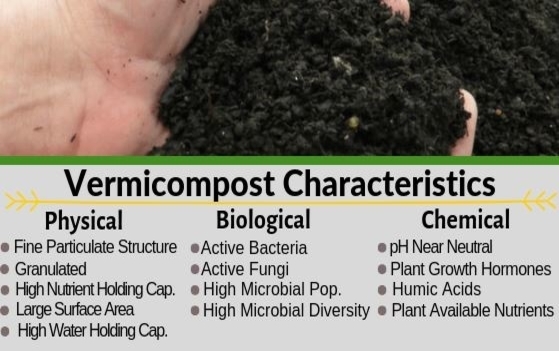 Vermicompost Characteristics
Physical
Fine Particulate Structure
Granulated
High Nutrient Holding Cap.
Large Surface Area
High Water Holding Cap.
Biological
Active Bacteria
Active Fungi
High Microbial Pop.
High Microbial Diversity
Chemical
pH Near Neutral
Plant Growth Hormones
Humic Acids
Plant Available Nutrients